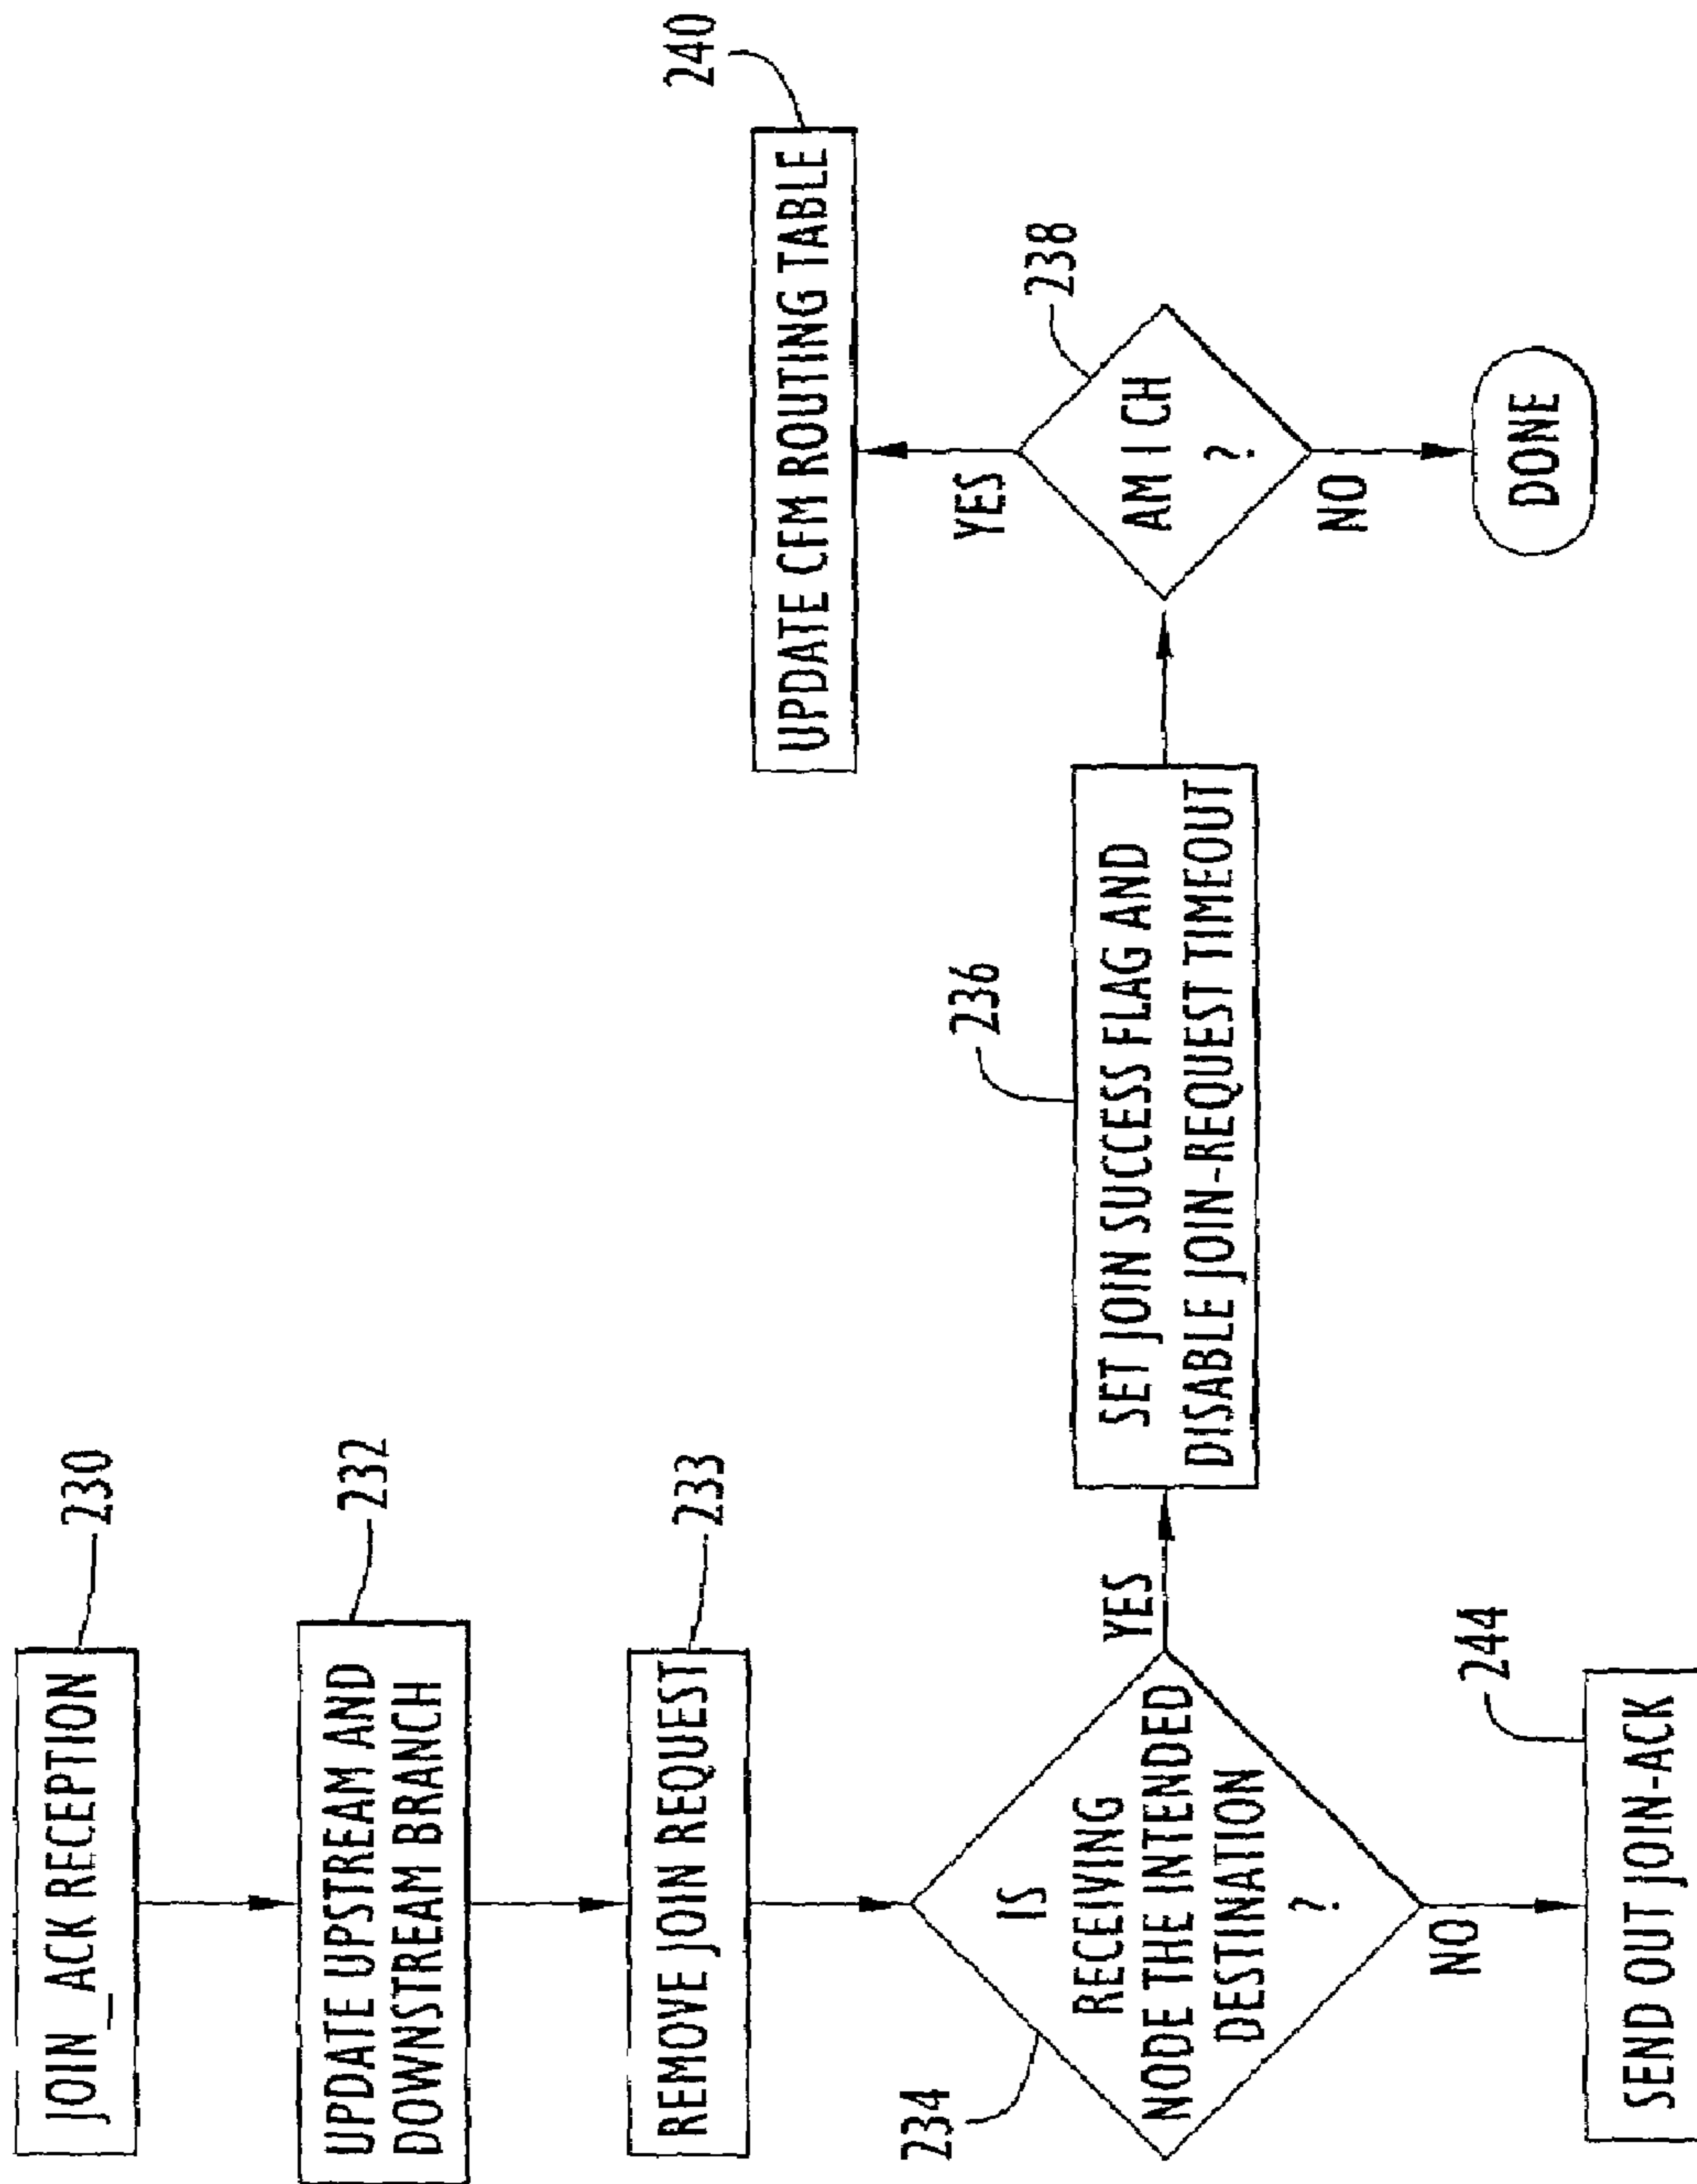 JOIN_ACK RECEPTION
230
UPDATE UPSTREAM AND
DOWNSTREAM BRANCH
232
REMOVE JOIN REQUEST
233
IS
RECEIVING
NODE THE INTENDED
DESTINATION
?
234
YES
NO
SEND OUT JOIN-ACK
244
SET JOIN SUCCESS FLAG AND
DISABLE JOIN-REQUEST TIMEOUT
236
AM I CH
?
238
YES
NO
UPDATE CFM ROUTING TABLE
240
DONE